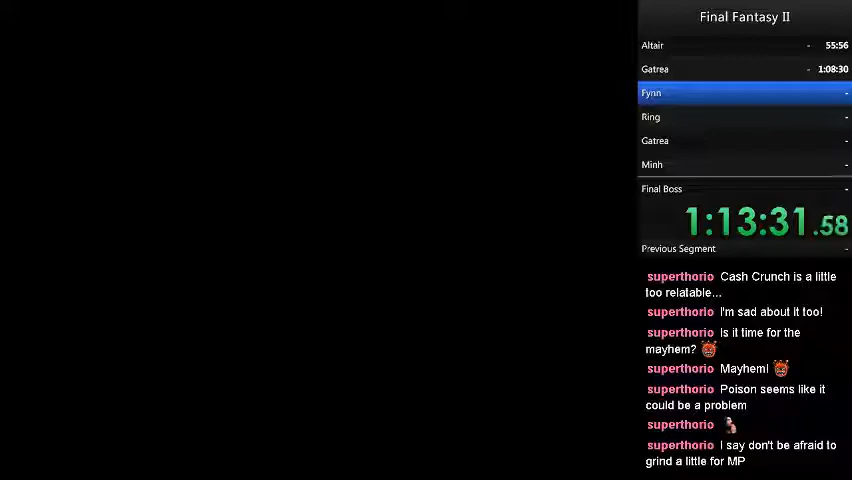 Final Fantasy II
Altair - 55:56
Gatrea - 1:08:30
Fynn -
Ring -
Gatrea -
Minh -
Final Boss -
1:13:31.58
Previous Segment -
superthorio Cash Crunch is a little
too relatable...
superthorio I'm sad about it too!
superthorio Is it time for the
mayhem?
superthorio Mayhem!
superthorio Poison seems like it
could be a problem
superthorio
superthorio I say don't be afraid to
grind a little for MP